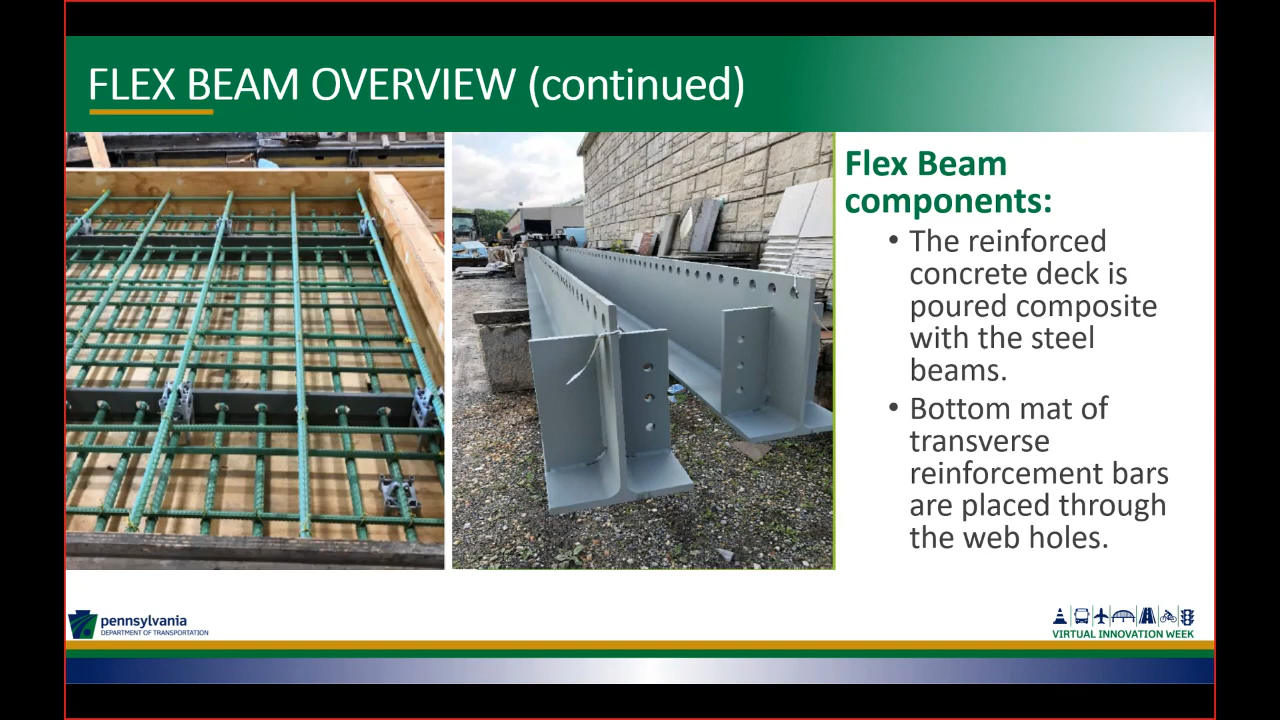 FLEX BEAM OVERVIEW (continued)
Flex Beam
components:
• The reinforced
concrete deck is
poured composite
with the steel
beams.
• Bottom mat of
transverse
reinforcement bars
are placed through
the web holes.
pennsylvania
DEPARTMENT OF TRANSPORTATION
VIRTUAL INNOVATION WEEK